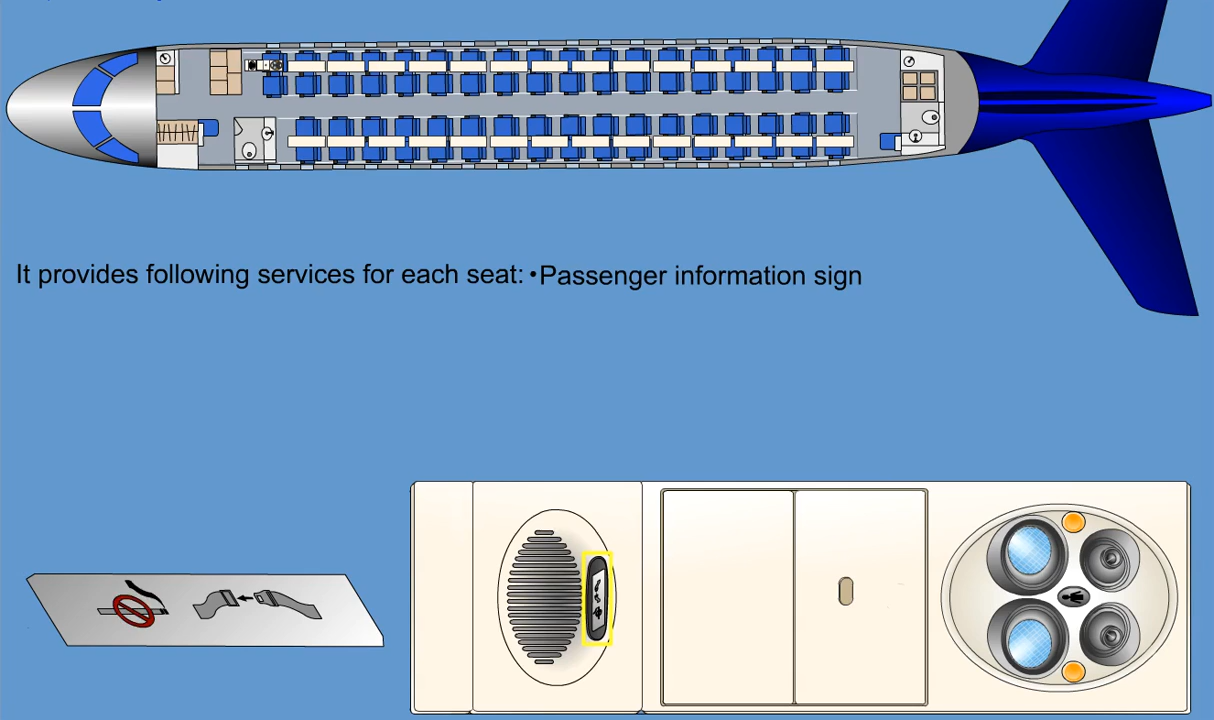 It provides following services for each seat: •Passenger information sign